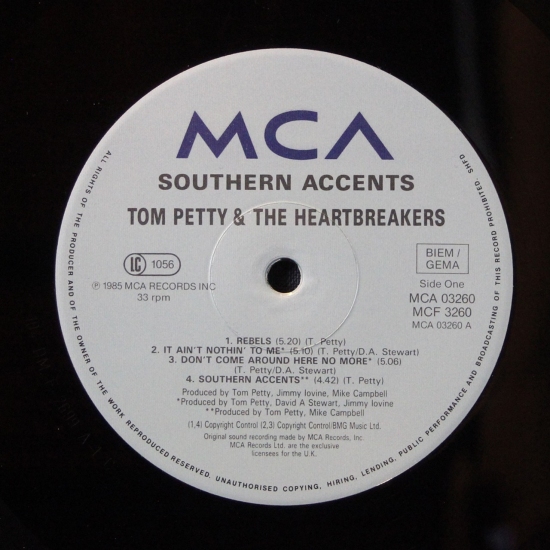 MCA
SOUTHERN ACCENTS
TOM PETTY & THE HEARTBREAKERS
LC 1056
℗ 1985 MCA RECORDS INC
33 rpm
BIEM /
GEMA
Side One
MCA 03260
MCF 3260
MCA 03260 A
1. REBELS (5.20) (T. Petty)
2. IT AIN'T NOTHIN' TO ME* (5.10) (T. Petty/D.A. Stewart)
3. DON'T COME AROUND HERE NO MORE* (5.06)
(T. Petty/D.A. Stewart)
4. SOUTHERN ACCENTS** (4.42) (T. Petty)
Produced by Tom Petty, Jimmy Iovine, Mike Campbell
*Produced by Tom Petty, David A Stewart, Jimmy Iovine
**Produced by Tom Petty, Mike Campbell
(1,4) Copyright Control (2,3) Copyright Control/BMG Music Ltd.
Original sound recording made by MCA Records, Inc.
MCA Records Ltd. are the exclusive
licensees for the U.K.
ALL RIGHTS OF THE PRODUCER AND OF THE OWNER OF THE WORK REPRODUCED RESERVED. UNAUTHORISED COPYING, HIRING, LENDING, PUBLIC PERFORMANCE AND BROADCASTING OF THIS RECORD PROHIBITED. SHFD